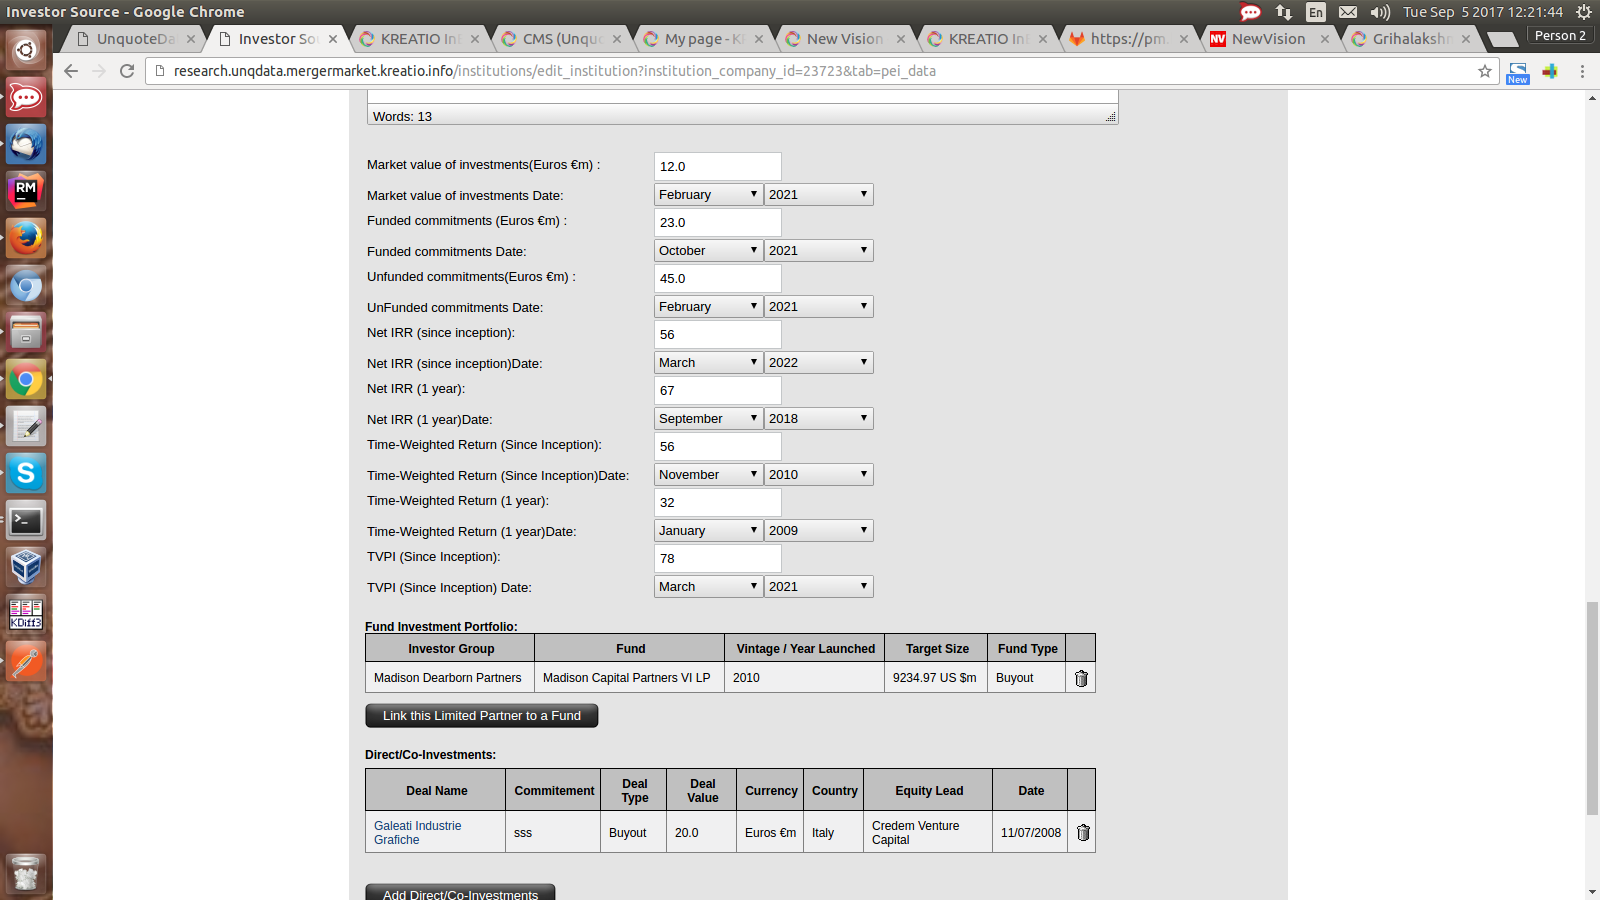 Investor Source - Google Chrome
En
Tue Sep 5 2017 12:21:44
UnquoteDa
Investor So
KREATIO InE
CMS (Unqu
My page - K
New Vision
KREATIO InE
https://pm
NewVision
Grihalakshm
Person 2
research.unqdata.mergermarket.kreatio.info/institutions/edit_institution?institution_company_id=23723&tab=pei_data
New
Words: 13
Market value of investments(Euros €m) : 12.0
Market value of investments Date: February 2021
Funded commitments (Euros €m) : 23.0
Funded commitments Date: October 2021
Unfunded commitments(Euros €m) : 45.0
UnFunded commitments Date: February 2021
Net IRR (since inception): 56
Net IRR (since inception)Date: March 2022
Net IRR (1 year): 67
Net IRR (1 year)Date: September 2018
Time-Weighted Return (Since Inception): 56
Time-Weighted Return (Since Inception)Date: November 2010
Time-Weighted Return (1 year): 32
Time-Weighted Return (1 year)Date: January 2009
TVPI (Since Inception): 78
TVPI (Since Inception) Date: March 2021
Fund Investment Portfolio:
Investor Group Fund Vintage / Year Launched Target Size Fund Type
Madison Dearborn Partners Madison Capital Partners VI LP 2010 9234.97 US $m Buyout
Link this Limited Partner to a Fund
Direct/Co-Investments:
Deal Name Commitement Deal Type Deal Value Currency Country Equity Lead Date
Galeati Industrie Grafiche sss Buyout 20.0 Euros €m Italy Credem Venture Capital 11/07/2008
Add Direct/Co-Investments
RM
S
KDiff3
NV